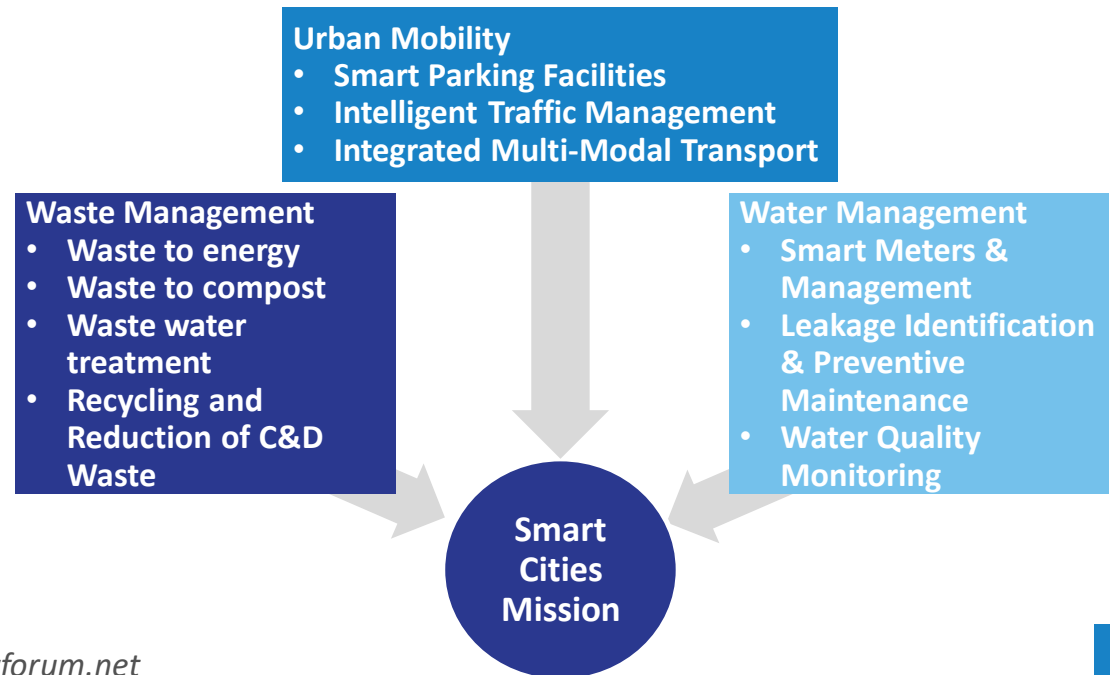 Urban Mobility
• Smart Parking Facilities
• Intelligent Traffic Management
• Integrated Multi-Modal Transport
Waste Management
• Waste to energy
• Waste to compost
• Waste water
treatment
• Recycling and
Reduction of C&D
Waste
Water Management
• Smart Meters &
Management
• Leakage Identification
& Preventive
Maintenance
• Water Quality
Monitoring
Smart
Cities
Mission
forum.net